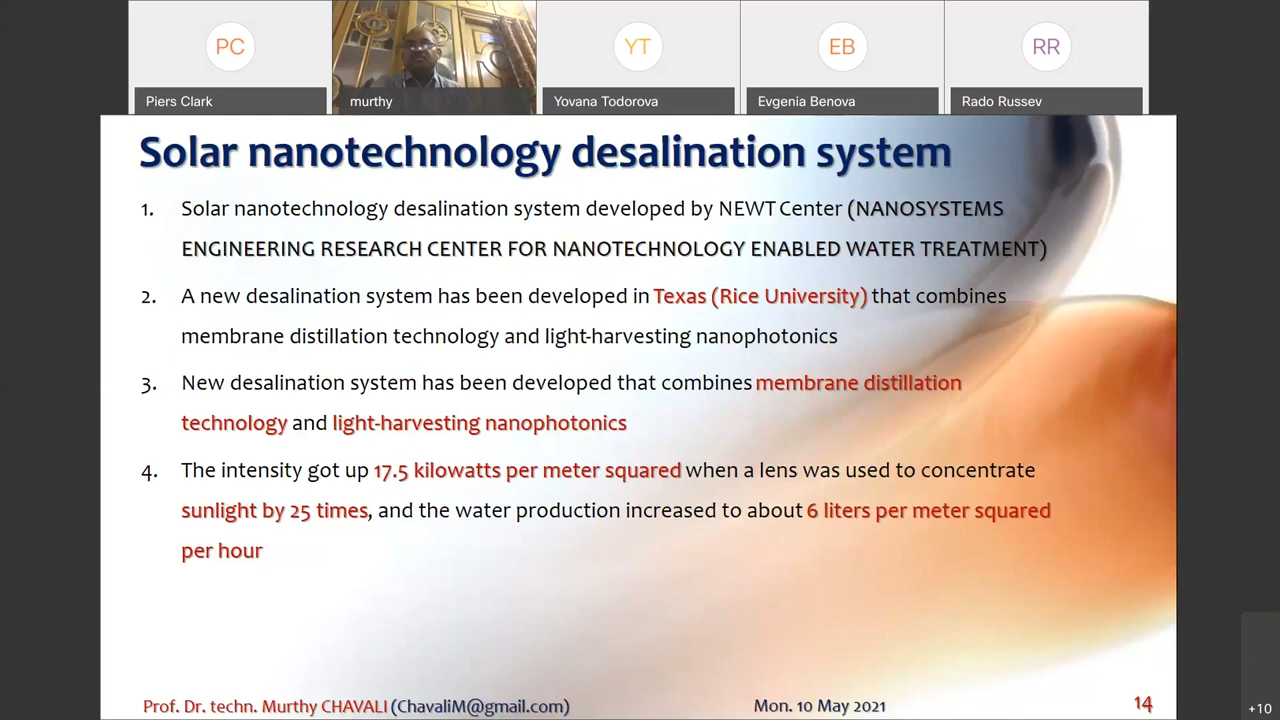 PC
YT
EB
RR
Piers Clark
murthy
Yovana Todorova
Evgenia Benova
Rado Russev
Solar nanotechnology desalination system
1. Solar nanotechnology desalination system developed by NEWT Center (NANOSYSTEMS
ENGINEERING RESEARCH CENTER FOR NANOTECHNOLOGY ENABLED WATER TREATMENT)
2. A new desalination system has been developed in Texas (Rice University) that combines
membrane distillation technology and light-harvesting nanophotonics
3. New desalination system has been developed that combines membrane distillation
technology and light-harvesting nanophotonics
4. The intensity got up 17.5 kilowatts per meter squared when a lens was used to concentrate
sunlight by 25 times, and the water production increased to about 6 liters per meter squared
per hour
Prof. Dr. techn. Murthy CHAVALI (ChavaliM@gmail.com)
Mon. 10 May 2021
14
+10